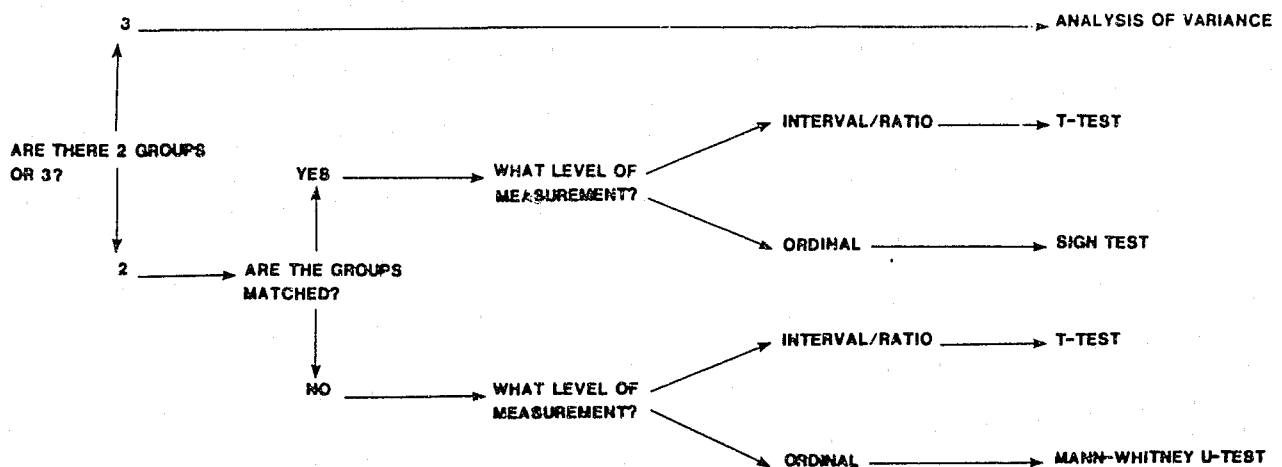 3
ANALYSIS OF VARIANCE
INTERVAL/RATIO
T-TEST
ARE THERE 2 GROUPS
OR 3?
YES
WHAT LEVEL OF
MEASUREMENT?
ORDINAL
SIGN TEST
2
ARE THE GROUPS
MATCHED?
INTERVAL/RATIO
T-TEST
NO
WHAT LEVEL OF
MEASUREMENT?
ORDINAL
MANN-WHITNEY U-TEST